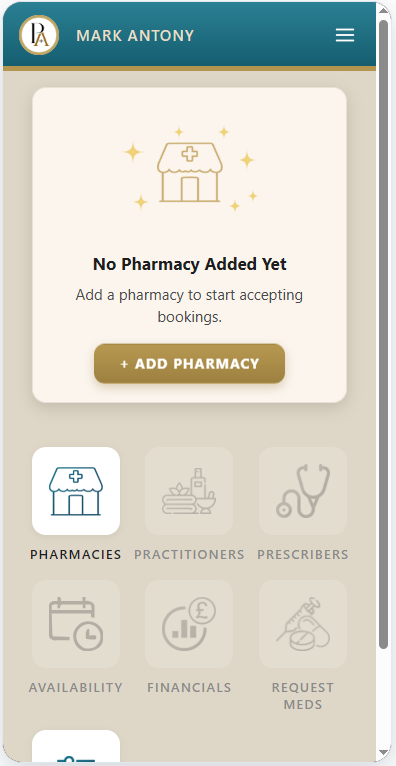 PA
MARK ANTONY
No Pharmacy Added Yet
Add a pharmacy to start accepting
bookings.
+ ADD PHARMACY
PHARMACIES
PRACTITIONERS
PRESCRIBERS
£
AVAILABILITY
FINANCIALS
REQUEST
MEDS